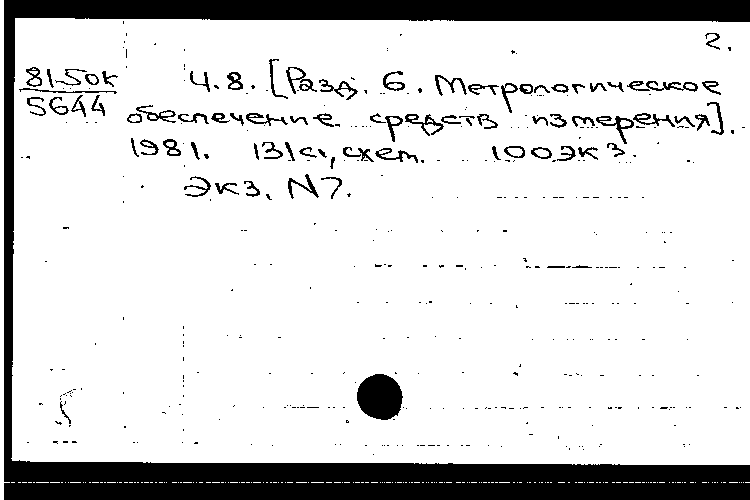 2.
81-50к
5644
Ч.8. [Разд. 6. Метрологическое
обеспечение средств измерения].
1981. 131с., схем. 100экз.
Экз. N7.